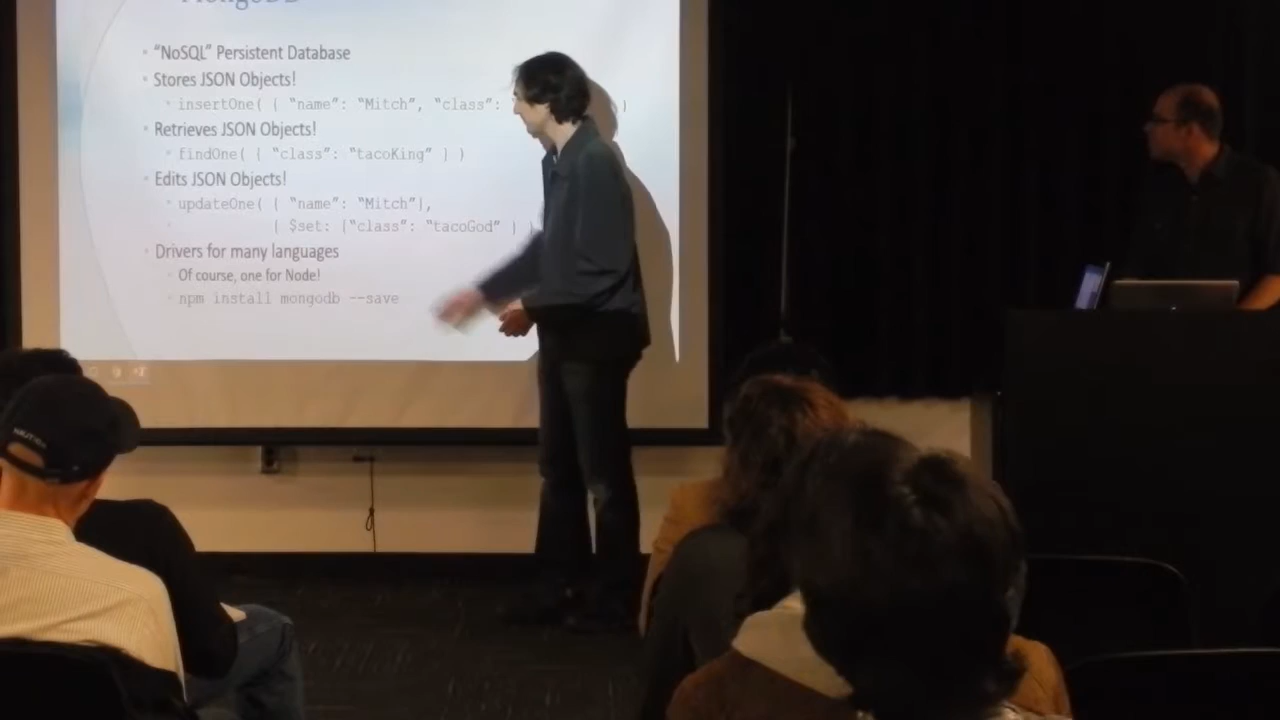 MongoDB
• "NoSQL" Persistent Database
• Stores JSON Objects!
• insertOne( { "name": "Mitch", "class": )
• Retrieves JSON Objects!
• findOne( { "class": "tacoKing" } )
• Edits JSON Objects!
• updateOne( { "name": "Mitch"},
• { $set: {"class": "tacoGod" } )
• Drivers for many languages
• Of course, one for Node!
• npm install mongodb --save